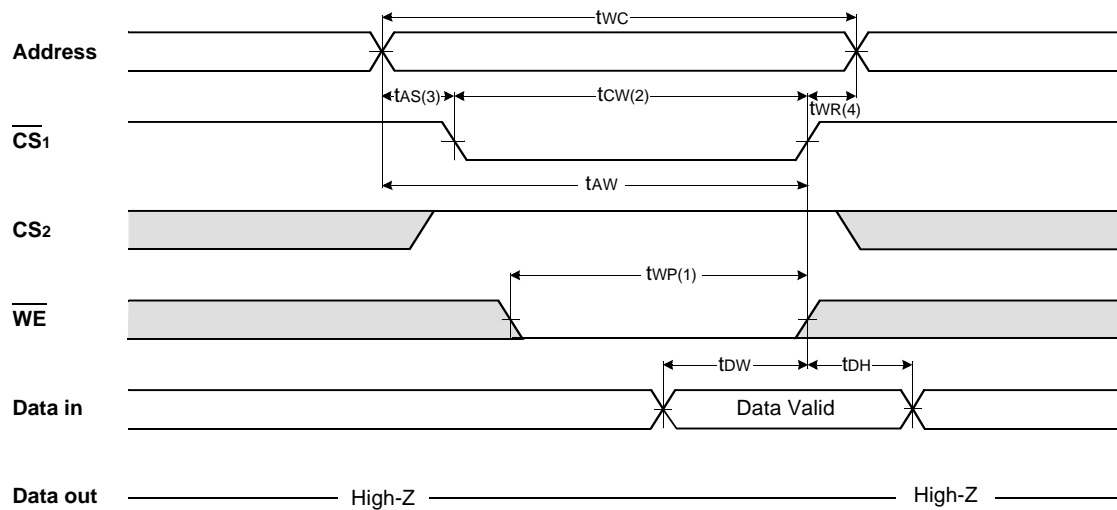 tWC
Address
tAS(3) tCW(2) tWR(4)
CS1
tAW
CS2
tWP(1)
WE
tDW tDH
Data in Data Valid
Data out High-Z High-Z